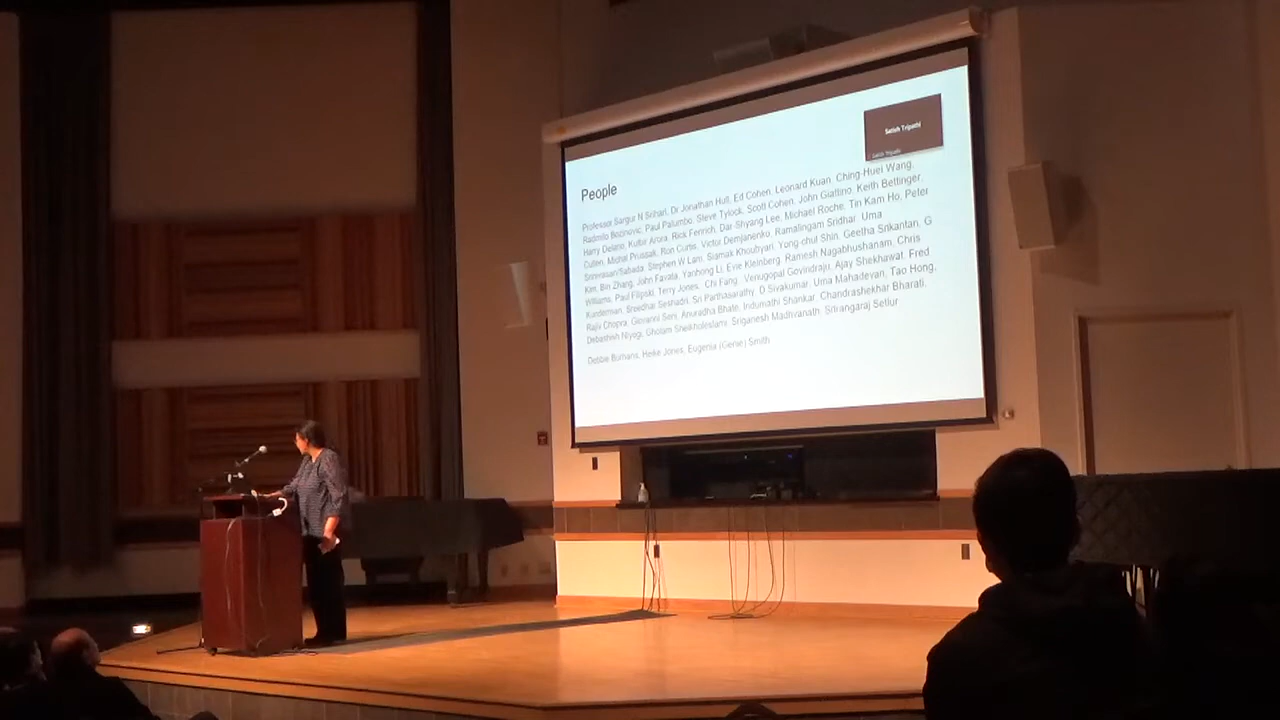 Satish Tripathi
Satish Tripathi
People
Professor Sargur N Srihari, Dr Jonathan Hull, Ed Cohen, Leonard Kuan, Ching-Huei Wang,
Radmilo Bozinovic, Paul Palumbo, Steve Tylock, Scott Cohen, John Giattino, Keith Bettinger,
Harry Delano, Kulbir Arora, Rick Fenrich, Dar-Shyang Lee, Michael Roche, Tin Kam Ho, Peter
Cullen, Michal Prussak, Ron Curtis, Victor Demjanenko, Ramalingam Sridhar, Uma
Srinivasan/Sabada, Stephen W Lam, Siamak Khoubyari, Yong-chul Shin, Geetha Srikantan, G
Kim, Bin Zhang, John Favata, Yanhong Li, Evie Kleinberg, Ramesh Nagabhushanam, Chris
Williams, Paul Filipski, Terry Jones, Chi Fang, Venugopal Govindraju, Ajay Shekhawat, Fred
Kunderman, Sreedhar Seshadri, Sri Parthasarathy, D Sivakumar, Uma Mahadevan, Tao Hong,
Rajiv Chopra, Giovanni Seni, Anuradha Bhate, Indumathi Shankar, Chandrashekhar Bharati,
Debashish Niyogi, Gholam Sheikholeslami, Sriganesh Madhvanath, Srirangaraj Setlur
Debbie Burhans, Heike Jones, Eugenia (Genie) Smith